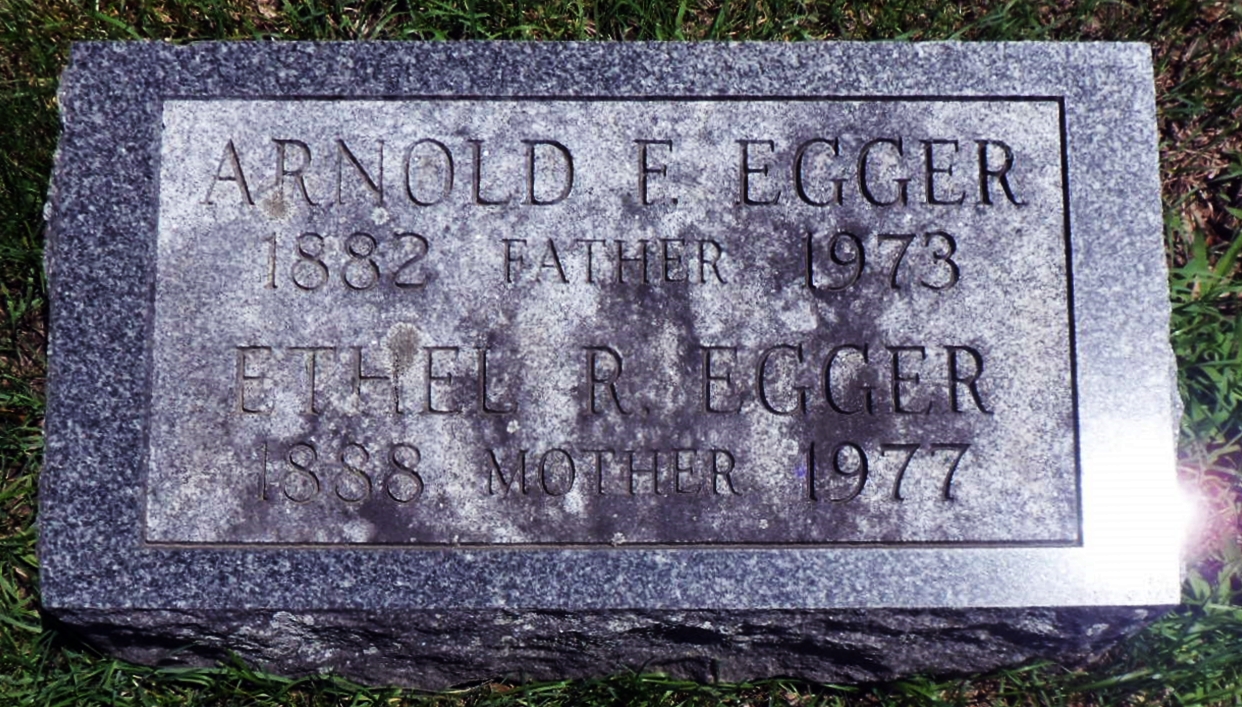 ARNOLD F. EGGER
1882 FATHER 1973
ETHEL R. EGGER
1888 MOTHER 1977